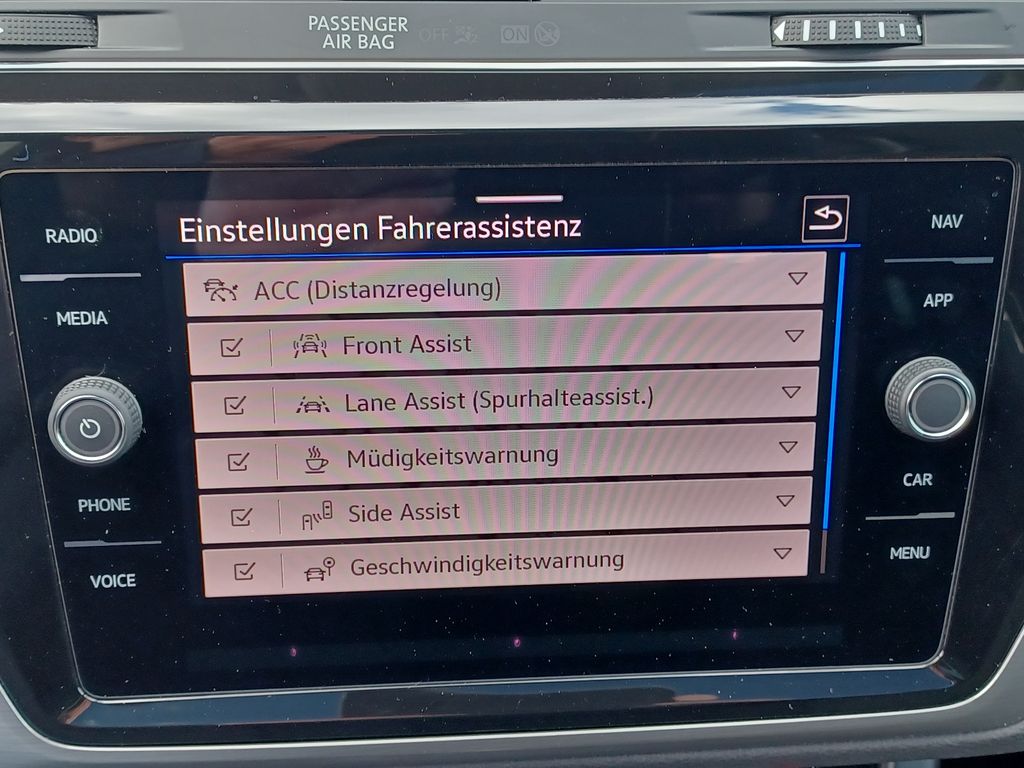 PASSENGER
AIR BAG
OFF
ON
RADIO
MEDIA
PHONE
VOICE
Einstellungen Fahrerassistenz
ACC (Distanzregelung)
Front Assist
Lane Assist (Spurhalteassist.)
Müdigkeitswarnung
Side Assist
Geschwindigkeitswarnung
NAV
APP
CAR
MENU